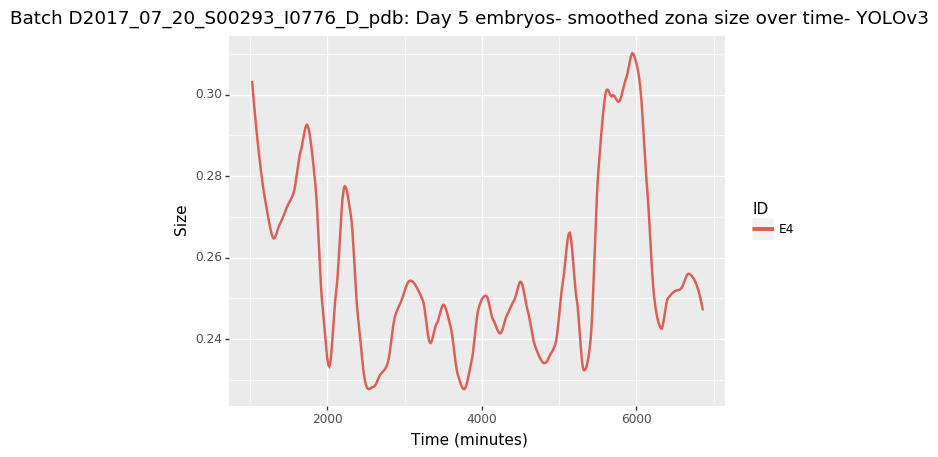 Batch D2017_07_20_S00293_I0776_D_pdb: Day 5 embryos- smoothed zona size over time- YOLOv3
0.30
0.28
0.26
0.24
Size
2000
4000
6000
Time (minutes)
ID
E4